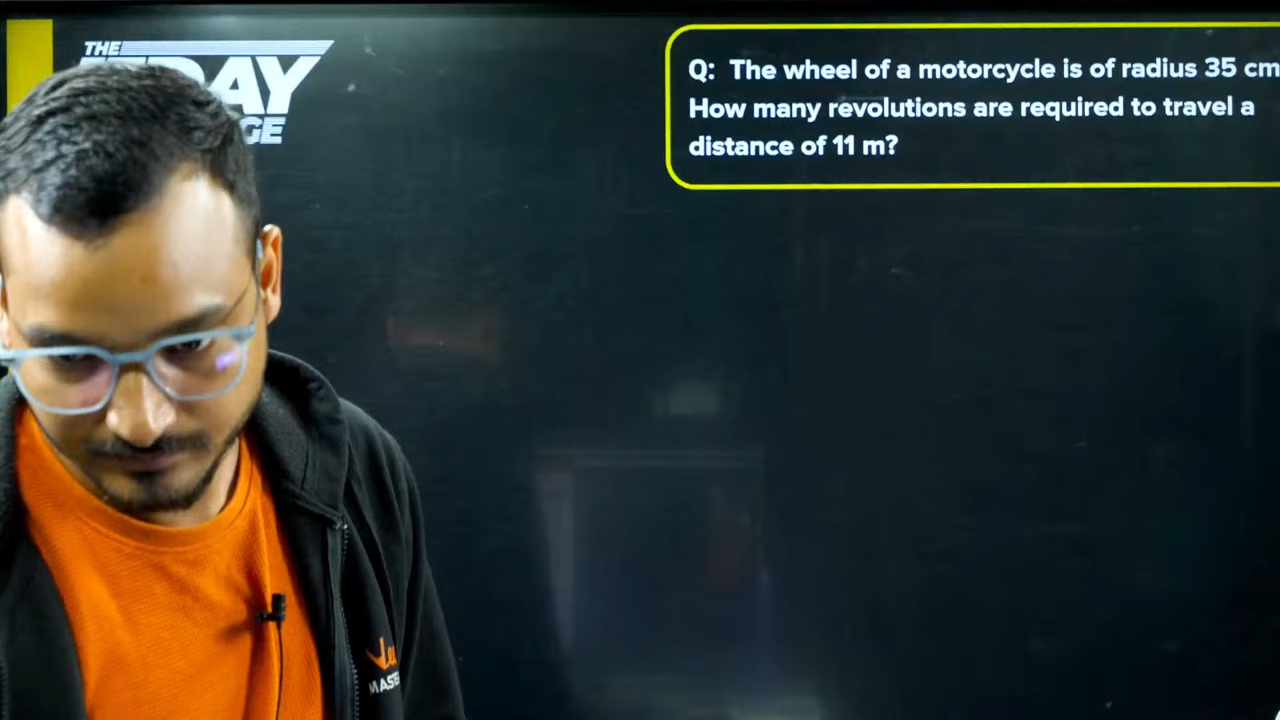 THE
Q: The wheel of a motorcycle is of radius 35 cm
How many revolutions are required to travel a
distance of 11 m?